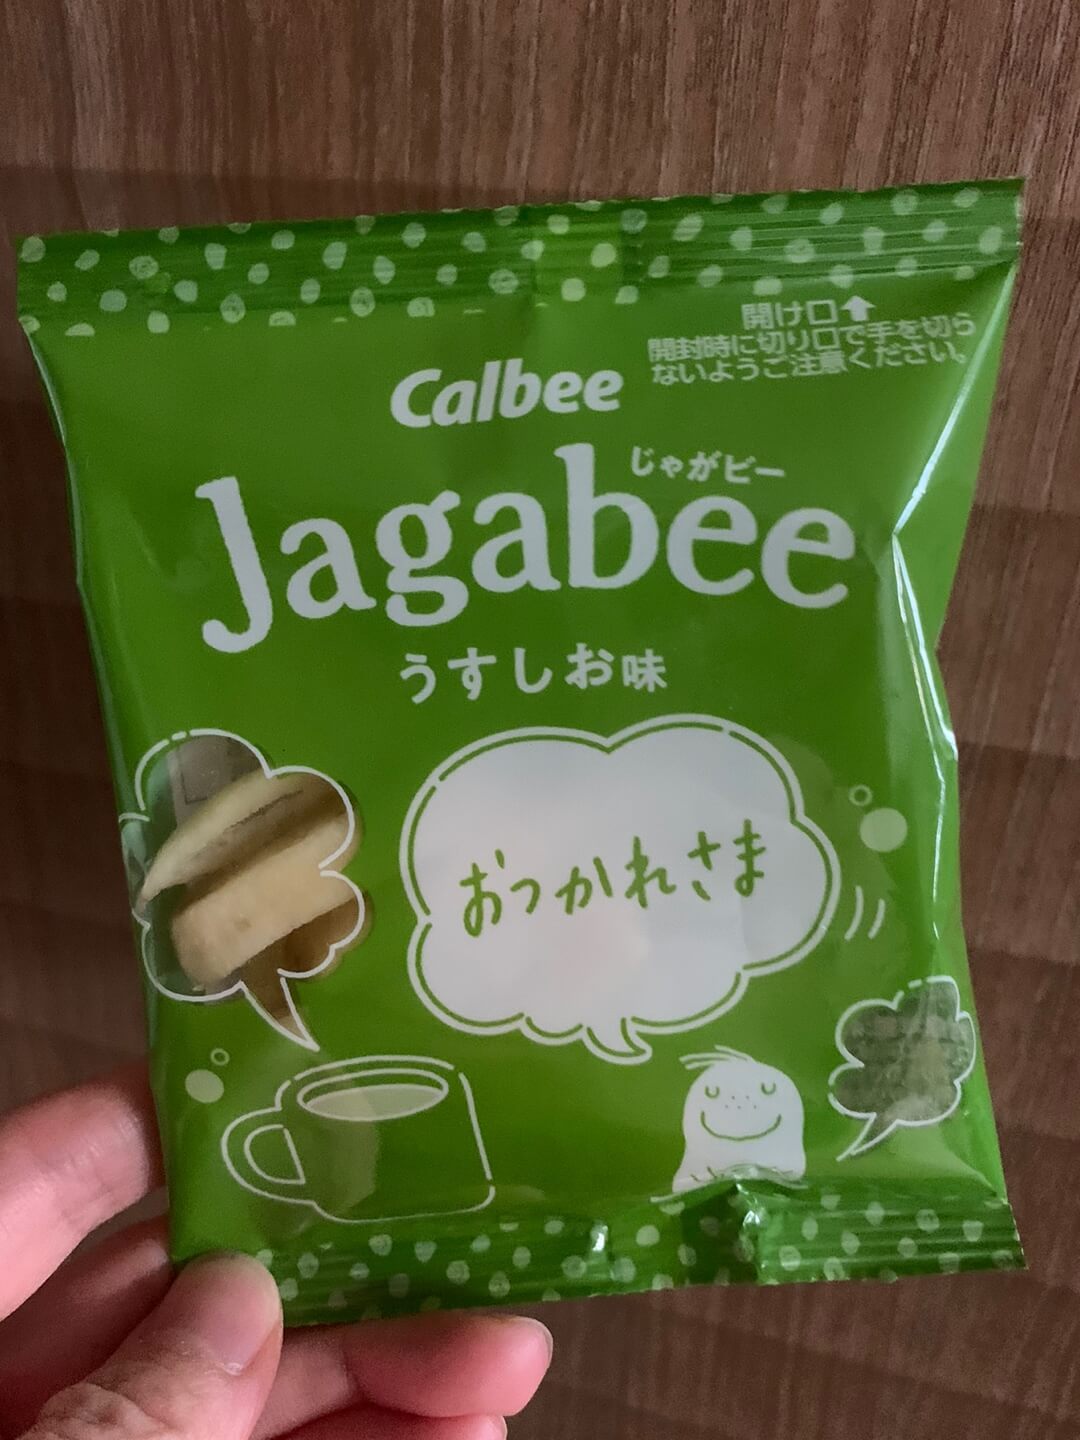 開け口⬆
開封時に切り口で手を切ら
ないようご注意ください。
Calbee
じゃがビー
Jagabee
うすしお味
おつかれさま